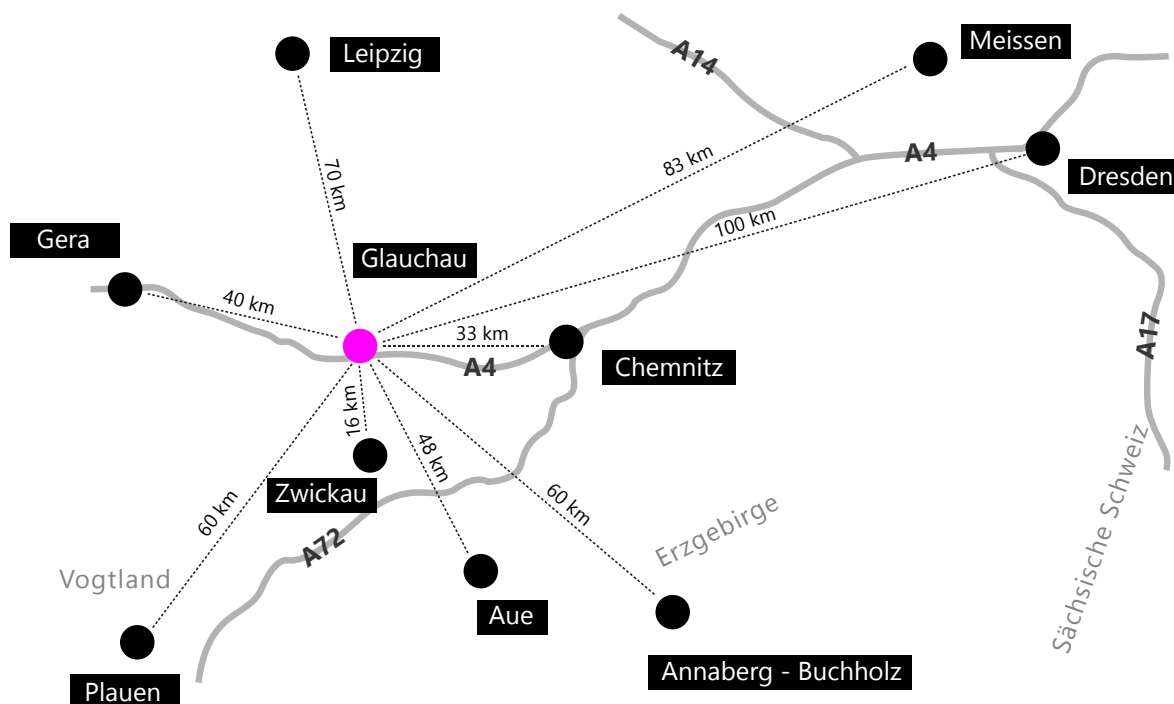 Leipzig
Meissen
A14
A4
Dresden
83 km
70 km
100 km
Gera
Glauchau
40 km
33 km
A4
Chemnitz
A17
16 km
48 km
Zwickau
60 km
60 km
A72
Erzgebirge
Sächsische Schweiz
Vogtland
Aue
Annaberg - Buchholz
Plauen